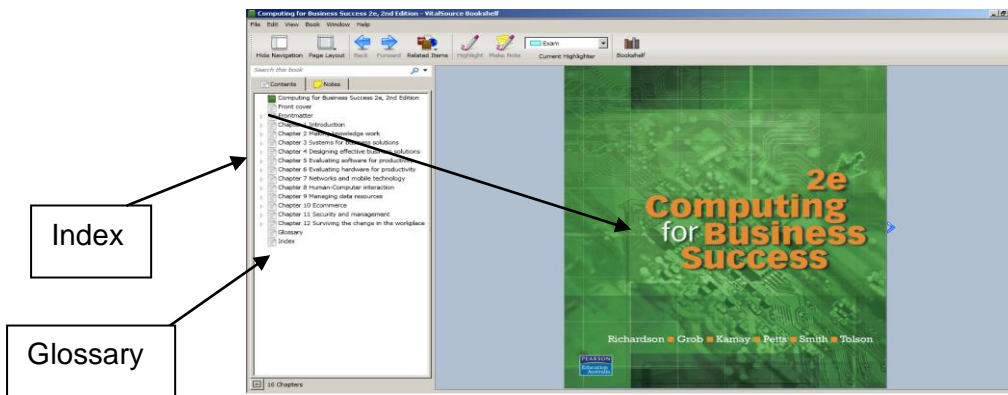 Computing for Business Success 2e, 2nd Edition - VitalSource Bookshelf
File Edit View Book Window Help
Hide Navigation Page Layout Back Forward Related Items Highlight Make Note Exam Current Highlighter Bookshelf
Search this book
Contents Notes
Computing for Business Success 2e, 2nd Edition
Front cover
Frontmatter
Chapter 1 Introduction
Chapter 2 Making knowledge work
Chapter 3 Systems for business solutions
Chapter 4 Designing effective business solutions
Chapter 5 Evaluating software for productivity
Chapter 6 Evaluating hardware for productivity
Chapter 7 Networks and mobile technology
Chapter 8 Human-Computer interaction
Chapter 9 Managing data resources
Chapter 10 Ecommerce
Chapter 11 Security and management
Chapter 12 Surviving the change in the workplace
Glossary
Index
16 Chapters
Index
Glossary
2e
Computing
for Business
Success
Richardson Grob Kamay Petts Smith Tolson
PEARSON
Education
Australia